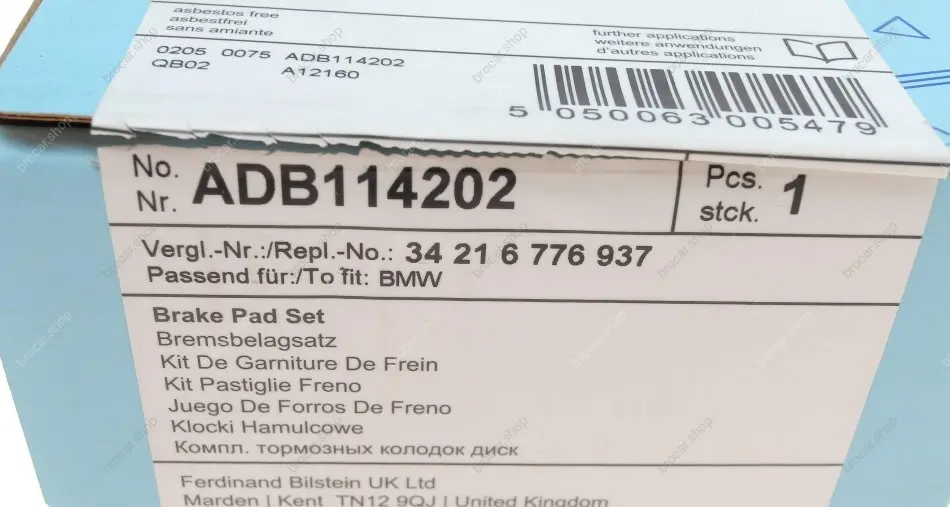 asbestos free
asbestfrei
sans amiante
further applications
weitere anwendungen
d'autres applications
0205 0075 ADB114202
QB02 A12160
5 050063 005479
No. Nr. ADB114202
Pcs. stck. 1
Vergl.-Nr.:/Repl.-No.: 34 21 6 776 937
Passend für:/To fit: BMW
Brake Pad Set
Bremsbelagsatz
Kit De Garniture De Frein
Kit Pastiglie Freno
Juego De Forros De Freno
Klocki Hamulcowe
Компл. тормозных колодок диск
Ferdinand Bilstein UK Ltd
Marden | Kent TN12 9QJ | United Kingdom
brocar.shop